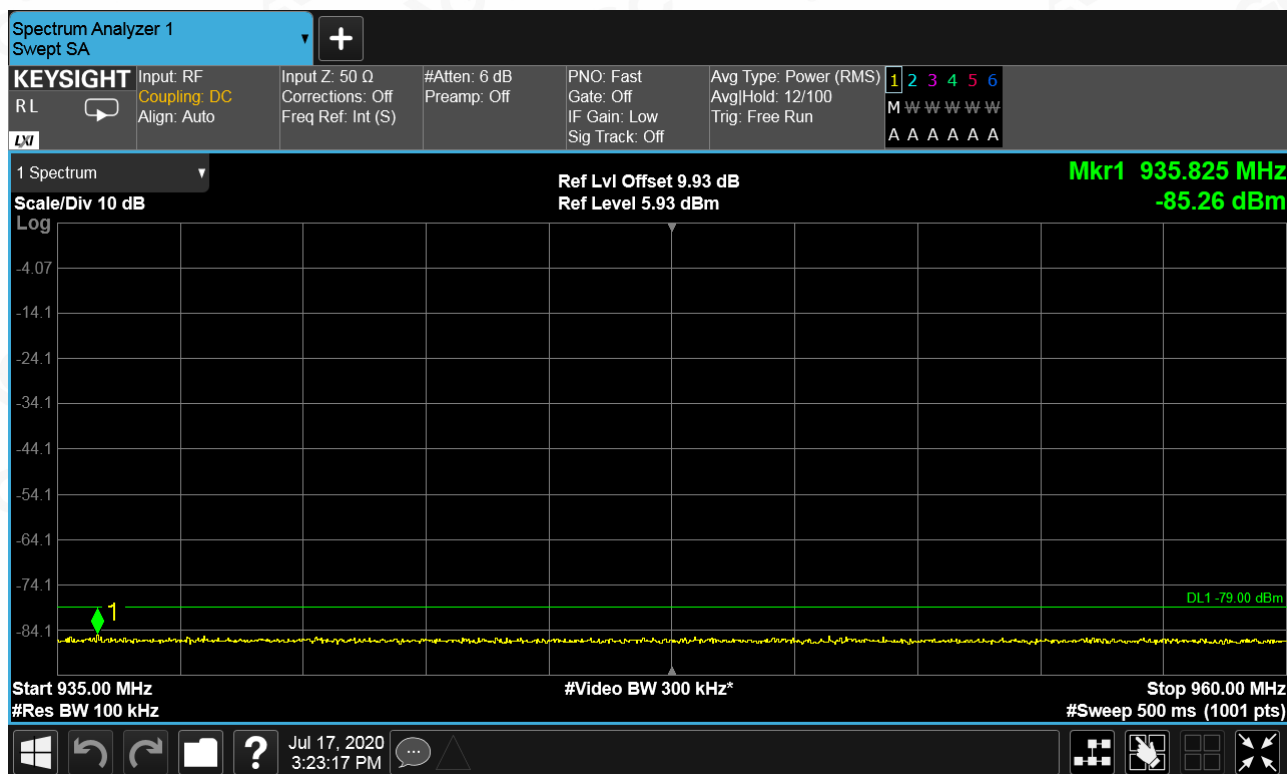 Spectrum Analyzer 1
Swept SA
+
KEYSIGHT
R L
LXI
Input: RF
Coupling: DC
Align: Auto
Input Z: 50 Ω
Corrections: Off
Freq Ref: Int (S)
#Atten: 6 dB
Preamp: Off
PNO: Fast
Gate: Off
IF Gain: Low
Sig Track: Off
Avg Type: Power (RMS)
Avg|Hold: 12/100
Trig: Free Run
1 2 3 4 5 6
M W W W W W
A A A A A A
1 Spectrum
Scale/Div 10 dB
Log
Ref Lvl Offset 9.93 dB
Ref Level 5.93 dBm
Mkr1 935.825 MHz
-85.26 dBm
-4.07
-14.1
-24.1
-34.1
-44.1
-54.1
-64.1
-74.1
DL1 -79.00 dBm
1
-84.1
Start 935.00 MHz
#Res BW 100 kHz
#Video BW 300 kHz*
Stop 960.00 MHz
#Sweep 500 ms (1001 pts)
?
Jul 17, 2020
3:23:17 PM